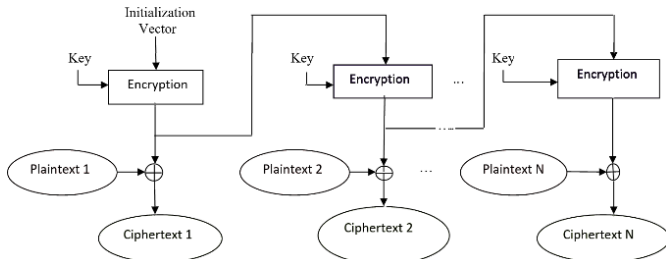 Initialization
Vector
Key
Encryption
Key
Encryption
...
Key
Encryption
.....
Plaintext 1
Plaintext 2
...
Plaintext N
Ciphertext 1
Ciphertext 2
Ciphertext N